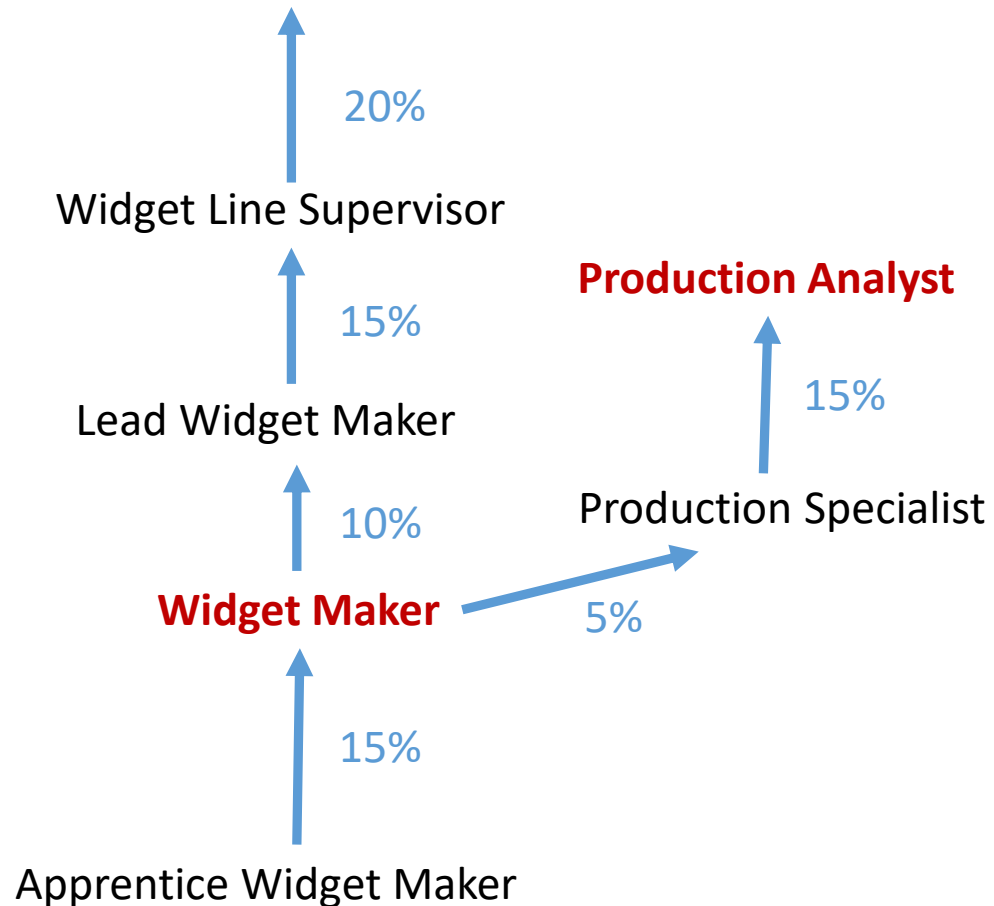 20%
Widget Line Supervisor
Production Analyst
15%
15%
Lead Widget Maker
Production Specialist
10%
Widget Maker
5%
15%
Apprentice Widget Maker